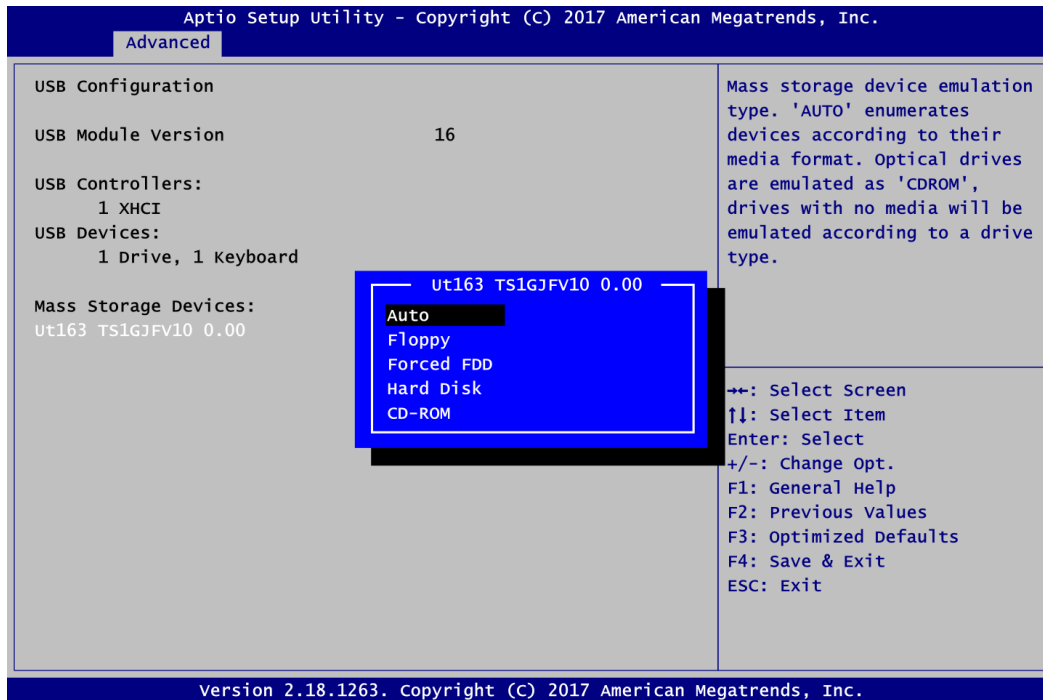 Aptio Setup Utility – Copyright (C) 2017 American Megatrends, Inc.
Advanced
USB Configuration
USB Module Version 16
USB Controllers:
1 XHCI
USB Devices:
1 Drive, 1 Keyboard
Mass Storage Devices:
Ut163 TS1GJFV10 0.00
Ut163 TS1GJFV10 0.00
Auto
Floppy
Forced FDD
Hard Disk
CD-ROM
Mass storage device emulation
type. 'AUTO' enumerates
devices according to their
media format. Optical drives
are emulated as 'CDROM',
drives with no media will be
emulated according to a drive
type.
→←: Select Screen
↑↓: Select Item
Enter: Select
+/-: Change Opt.
F1: General Help
F2: Previous Values
F3: Optimized Defaults
F4: Save & Exit
ESC: Exit
Version 2.18.1263. Copyright (C) 2017 American Megatrends, Inc.